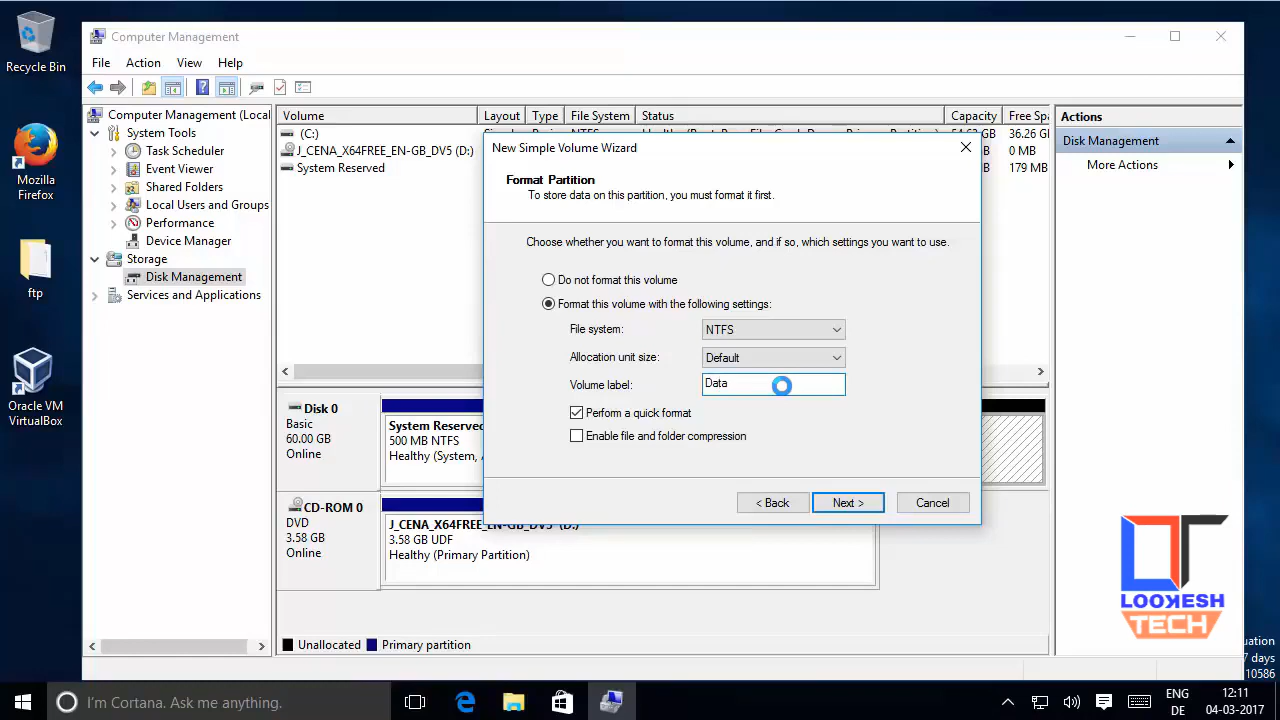 Recycle Bin
Mozilla
Firefox
ftp
Oracle VM
VirtualBox
Computer Management
File Action View Help
Computer Management (Local
System Tools
Task Scheduler
Event Viewer
Shared Folders
Local Users and Groups
Performance
Device Manager
Storage
Disk Management
Services and Applications
Volume Layout Type File System Status Capacity Free Spa
(C:) 36.26 G
J_CENA_X64FREE_EN-GB_DV5 (D:) 0 MB
System Reserved 179 MB
Actions
Disk Management
More Actions
New Simple Volume Wizard
Format Partition
To store data on this partition, you must format it first.
Choose whether you want to format this volume, and if so, which settings you want to use.
Do not format this volume
Format this volume with the following settings:
File system: NTFS
Allocation unit size: Default
Volume label: Data
Perform a quick format
Enable file and folder compression
< Back Next > Cancel
Disk 0
Basic
60.00 GB
Online
System Reserved
500 MB NTFS
Healthy (System, A
CD-ROM 0
DVD
3.58 GB
Online
J_CENA_X64FREE_EN-GB_DV5 (D:)
3.58 GB UDF
Healthy (Primary Partition)
Unallocated Primary partition
LOOKESH
TECH
uation
7 days
10586
I'm Cortana. Ask me anything.
ENG
DE
12:11
04-03-2017